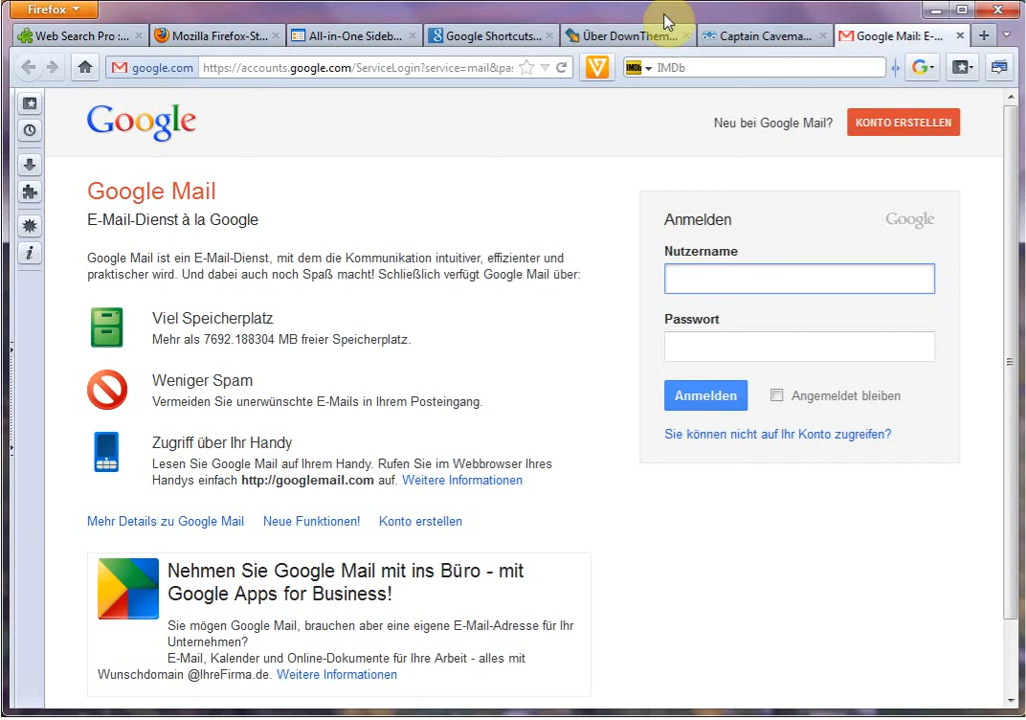 Firefox
Web Search Pro :...
Mozilla Firefox-St...
All-in-One Sideb...
Google Shortcuts...
Über DownThem...
Captain Cavema...
Google Mail: E-...
google.com
https://accounts.google.com/ServiceLogin?service=mail&pas
IMDb
IMDb
Google
Neu bei Google Mail?
KONTO ERSTELLEN
Google Mail
E-Mail-Dienst à la Google
Google Mail ist ein E-Mail-Dienst, mit dem die Kommunikation intuitiver, effizienter und
praktischer wird. Und dabei auch noch Spaß macht! Schließlich verfügt Google Mail über:
Viel Speicherplatz
Mehr als 7692.188304 MB freier Speicherplatz.
Weniger Spam
Vermeiden Sie unerwünschte E-Mails in Ihrem Posteingang.
Zugriff über Ihr Handy
Lesen Sie Google Mail auf Ihrem Handy. Rufen Sie im Webbrowser Ihres
Handys einfach http://googlemail.com auf. Weitere Informationen
Mehr Details zu Google Mail Neue Funktionen! Konto erstellen
Nehmen Sie Google Mail mit ins Büro - mit
Google Apps for Business!
Sie mögen Google Mail, brauchen aber eine eigene E-Mail-Adresse für Ihr
Unternehmen?
E-Mail, Kalender und Online-Dokumente für Ihre Arbeit - alles mit
Wunschdomain @IhreFirma.de. Weitere Informationen
Anmelden
Google
Nutzername
Passwort
Anmelden
Angemeldet bleiben
Sie können nicht auf Ihr Konto zugreifen?